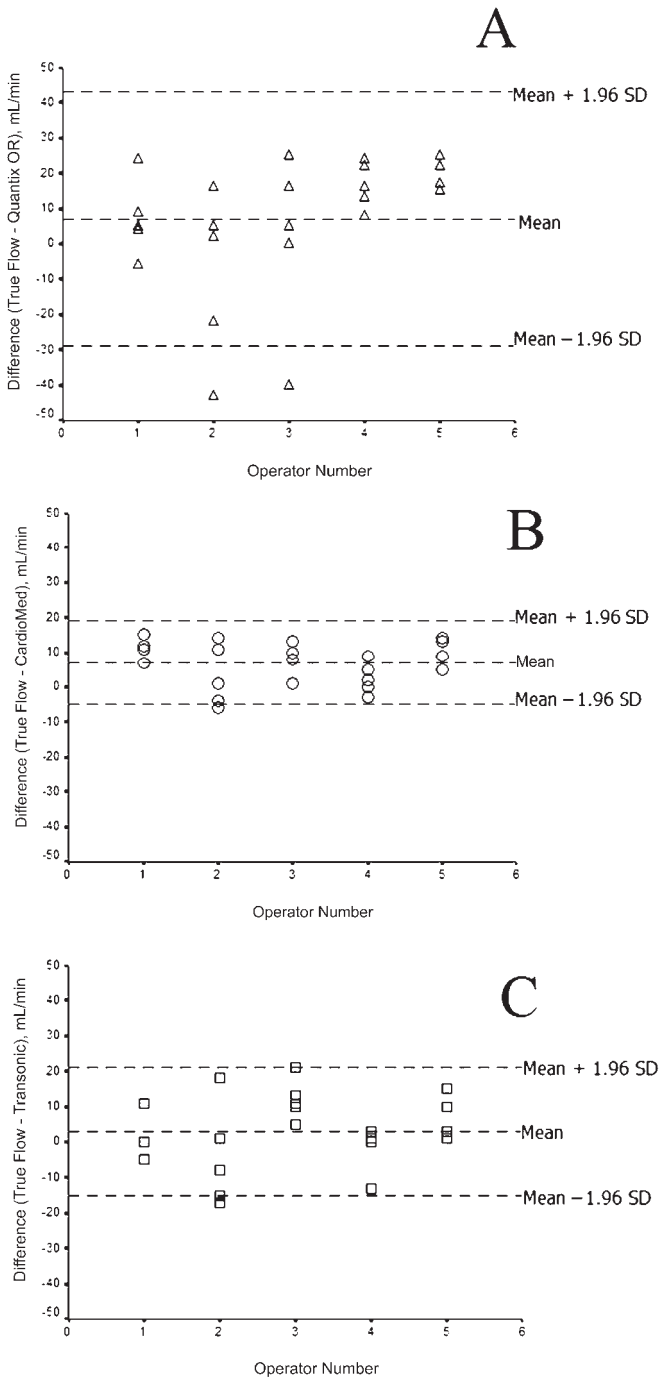 A
50
40
30
20
10
0
-10
-20
-30
-40
-50
Difference (True Flow - Quantix OR), mL/min
Mean + 1.96 SD
Mean
Mean – 1.96 SD
0 1 2 3 4 5 6
Operator Number
B
50
40
30
20
10
0
-10
-20
-30
-40
-50
Difference (True Flow - CardioMed), mL/min
Mean + 1.96 SD
Mean
Mean – 1.96 SD
0 1 2 3 4 5 6
Operator Number
C
50
40
30
20
10
0
-10
-20
-30
-40
-50
Difference (True Flow - Transonic), mL/min
Mean + 1.96 SD
Mean
Mean – 1.96 SD
0 1 2 3 4 5 6
Operator Number